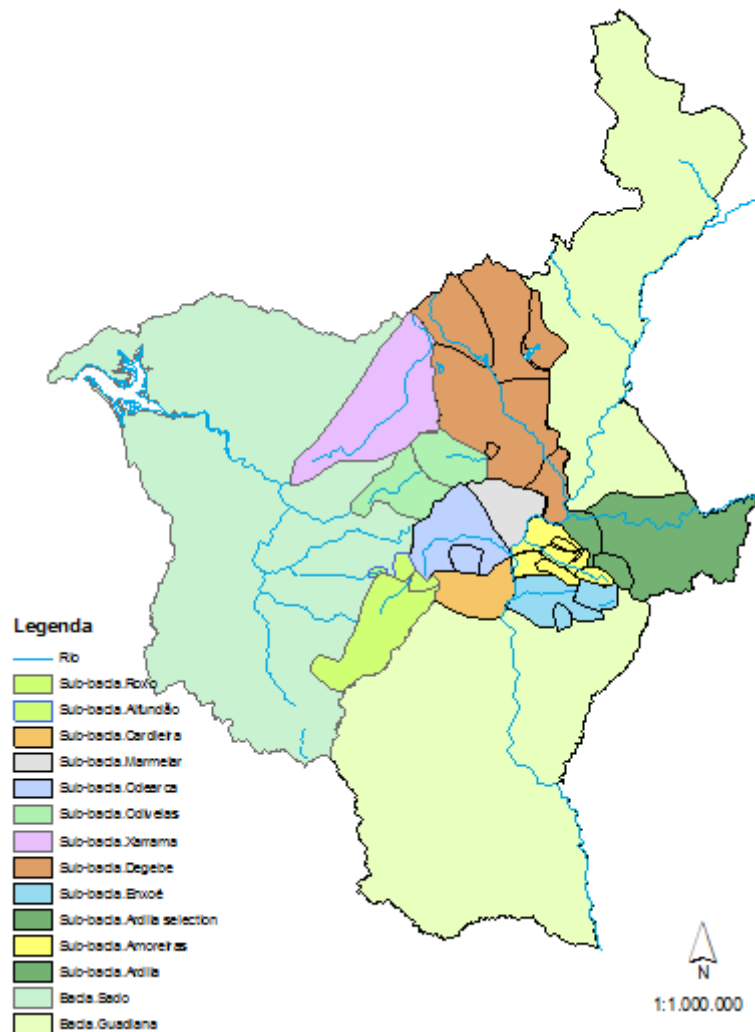 Legenda
Rio
Sub-bacia.Roxo
Sub-bacia.Alfundão
Sub-bacia.Cardieira
Sub-bacia.Marmelar
Sub-bacia.Odearca
Sub-bacia.Odivelas
Sub-bacia.Xarrama
Sub-bacia.Degebe
Sub-bacia.Enxoé
Sub-bacia.Ardila selection
Sub-bacia.Amoreiras
Sub-bacia.Ardila
Bacia.Sado
Bacia.Guadiana
N
1:1.000.000